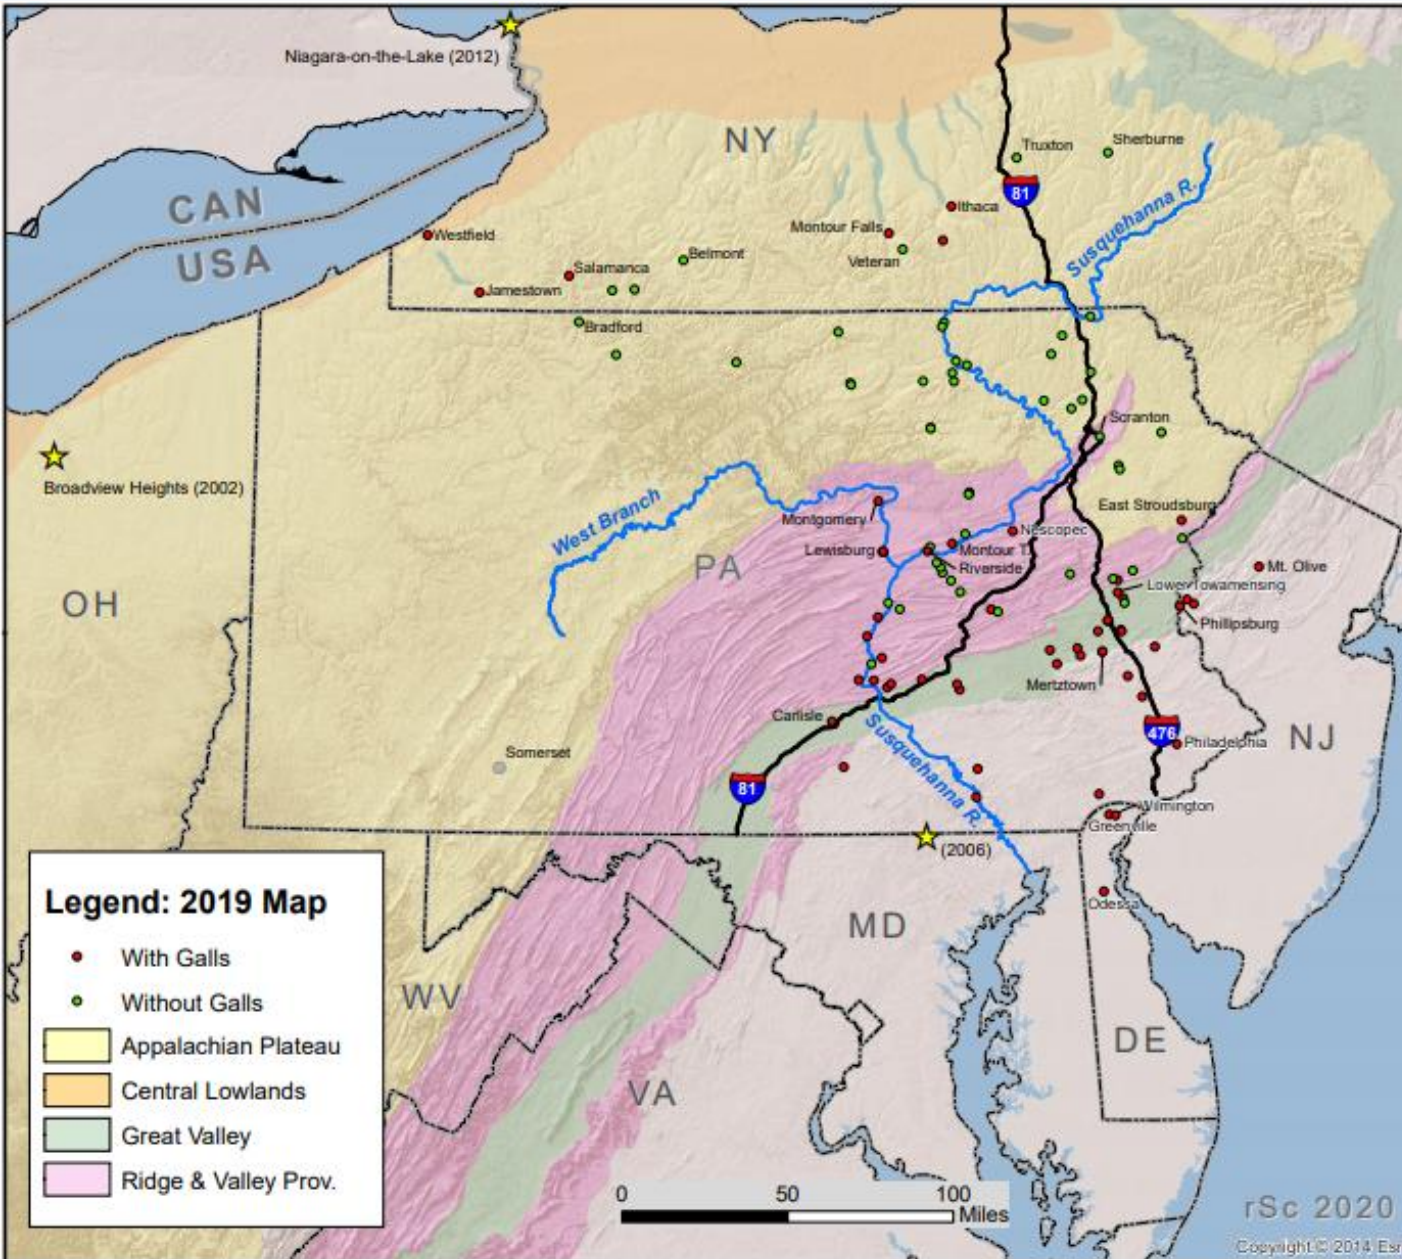 Niagara-on-the-Lake (2012)
NY
Truxton
Sherburne
81
CAN
USA
Ithaca
Susquehanna R.
Montour Falls
Westfield
Veteran
Belmont
Salamanca
Jamestown
Bradford
Scranton
Broadview Heights (2002)
West Branch
Montgomery
East Stroudsburg
Nescopec
Lewisburg
Montour T.
Riverside
PA
OH
Mt. Olive
Lower Towamensing
Phillipsburg
Mertztown
Carlisle
Susquehanna R.
476
Philadelphia
NJ
Somerset
81
Wilmington
Greenville
(2006)
Odessa
MD
WV
DE
VA
Legend: 2019 Map
With Galls
Without Galls
Appalachian Plateau
Central Lowlands
Great Valley
Ridge & Valley Prov.
0 50 100
Miles
rSc 2020
Copyright:© 2014 Esr